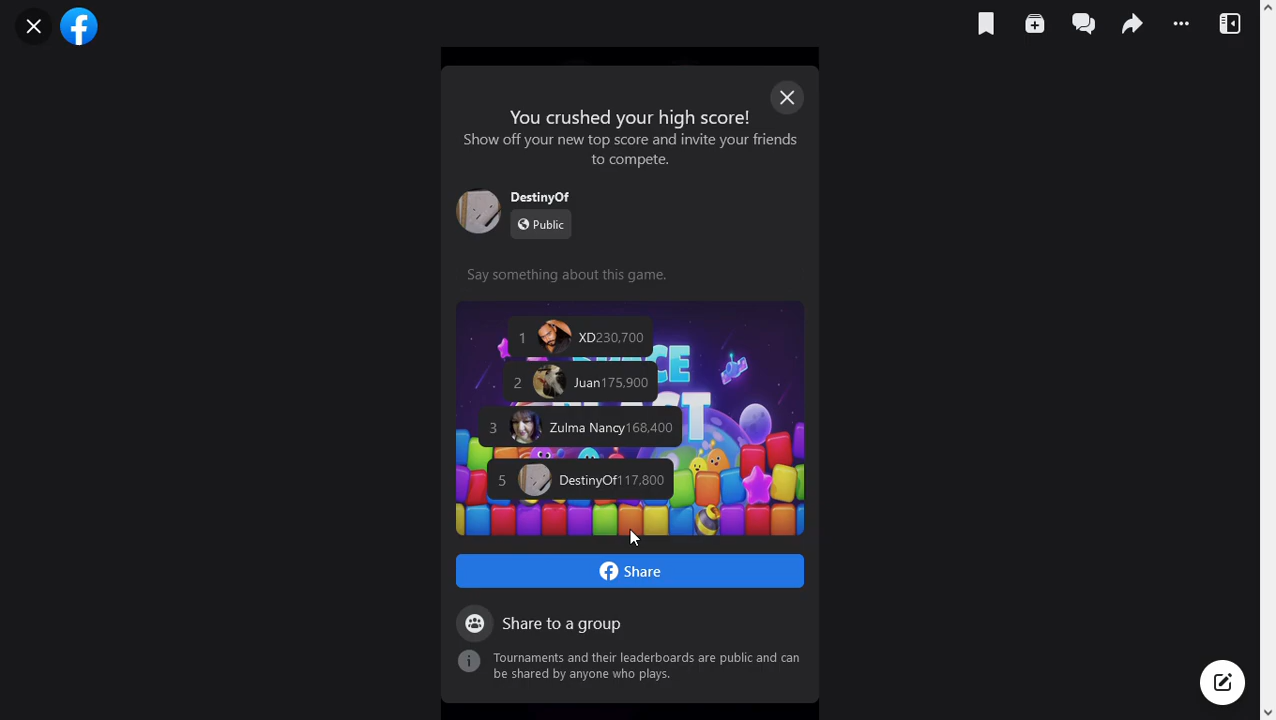 You crushed your high score!
Show off your new top score and invite your friends
to compete.
DestinyOf
Public
Say something about this game.
1 XD230,700
2 Juan175,900
3 Zulma Nancy168,400
5 DestinyOf117,800
Share
Share to a group
Tournaments and their leaderboards are public and can
be shared by anyone who plays.